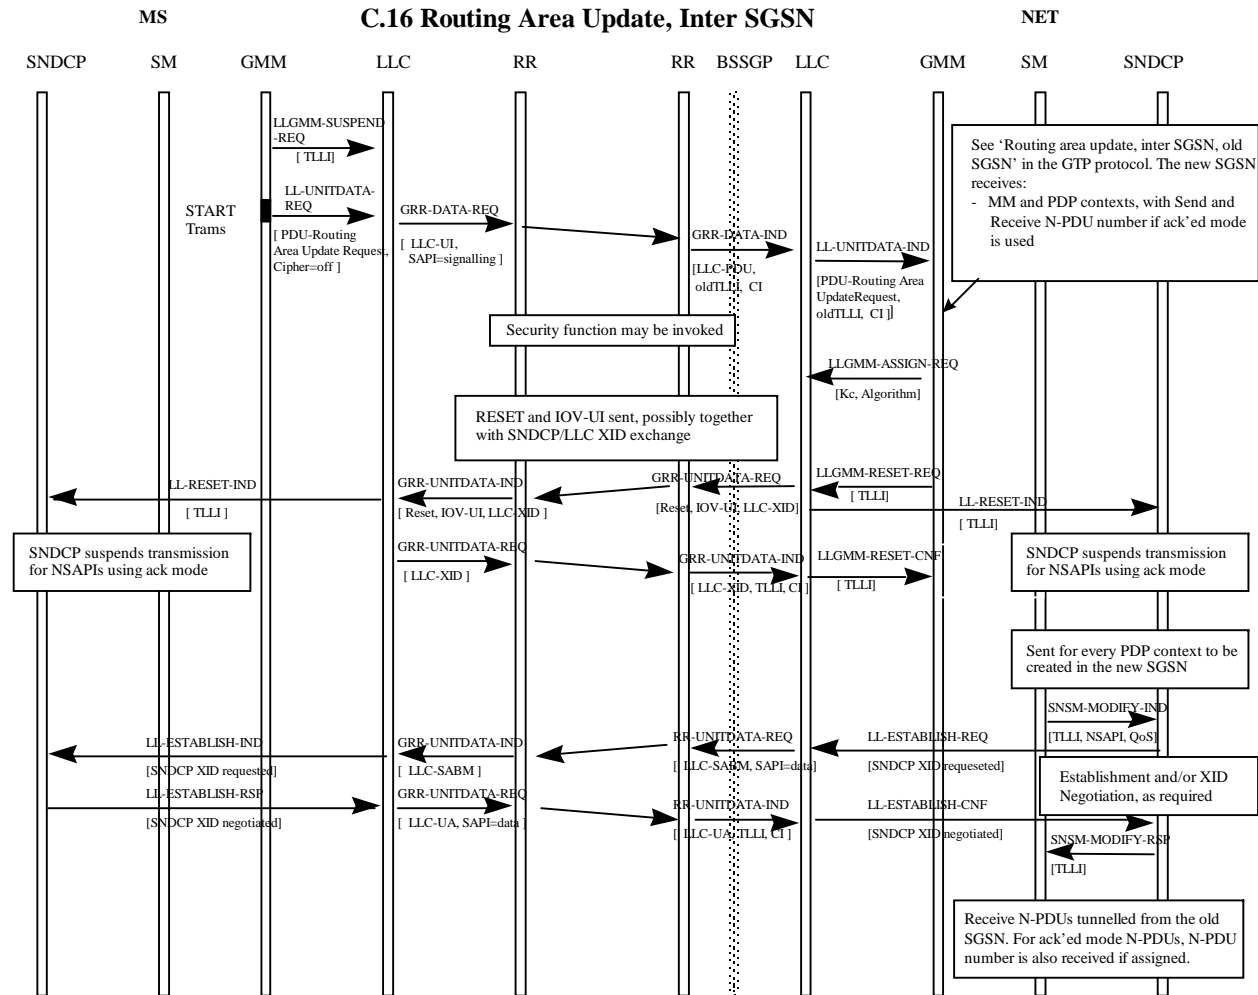 MS
C.16 Routing Area Update, Inter SGSN
NET
SNDCP SM GMM LLC RR RR BSSGP LLC GMM SM SNDCP
LLGMM-SUSPEND
-REQ
[ TLLI]
START
Trams
LL-UNITDATA-
REQ
[ PDU-Routing
Area Update Request,
Cipher=off ]
GRR-DATA-REQ
[ LLC-UI,
SAPI=signalling ]
GRR-DATA-IND
[LLC-PDU,
oldTLLI, CI
LL-UNITDATA-IND
[PDU-Routing Area
UpdateRequest,
oldTLLI, CI ]]
See ‘Routing area update, inter SGSN, old
SGSN’ in the GTP protocol. The new SGSN
receives:
- MM and PDP contexts, with Send and
Receive N-PDU number if ack’ed mode
is used
Security function may be invoked
LLGMM-ASSIGN-REQ
[Kc, Algorithm]
RESET and IOV-UI sent, possibly together
with SNDCP/LLC XID exchange
LL-RESET-IND
[ TLLI ]
GRR-UNITDATA-IND
[ Reset, IOV-UI, LLC-XID ]
GRR-UNITDATA-REQ
[Reset, IOV-UI, LLC-XID]
LLGMM-RESET-REQ
[ TLLI]
LL-RESET-IND
[ TLLI]
SNDCP suspends transmission
for NSAPIs using ack mode
GRR-UNITDATA-REQ
[ LLC-XID ]
GRR-UNITDATA-IND
[ LLC-XID, TLLI, CI ]
LLGMM-RESET-CNF
[ TLLI]
SNDCP suspends transmission
for NSAPIs using ack mode
Sent for every PDP context to be
created in the new SGSN
SNSM-MODIFY-IND
[TLLI, NSAPI, QoS]
LL-ESTABLISH-IND
[SNDCP XID requested]
GRR-UNITDATA-IND
[ LLC-SABM ]
RR-UNITDATA-REQ
[ LLC-SABM, SAPI=data]
LL-ESTABLISH-REQ
[SNDCP XID requeseted]
Establishment and/or XID
Negotiation, as required
LL-ESTABLISH-RSP
[SNDCP XID negotiated]
GRR-UNITDATA-REQ
[ LLC-UA, SAPI=data ]
RR-UNITDATA-IND
[ LLC-UA, TLLI, CI ]
LL-ESTABLISH-CNF
[SNDCP XID negotiated]
SNSM-MODIFY-RSP
[TLLI]
Receive N-PDUs tunnelled from the old
SGSN. For ack’ed mode N-PDUs, N-PDU
number is also received if assigned.